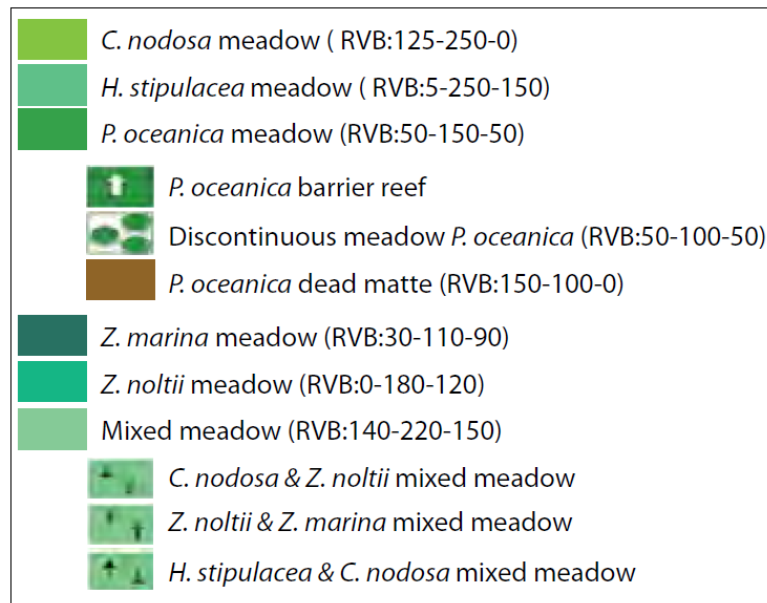 C. nodosa meadow ( RVB:125-250-0)
H. stipulacea meadow ( RVB:5-250-150)
P. oceanica meadow (RVB:50-150-50)
P. oceanica barrier reef
Discontinuous meadow P. oceanica (RVB:50-100-50)
P. oceanica dead matte (RVB:150-100-0)
Z. marina meadow (RVB:30-110-90)
Z. noltii meadow (RVB:0-180-120)
Mixed meadow (RVB:140-220-150)
C. nodosa & Z. noltii mixed meadow
Z. noltii & Z. marina mixed meadow
H. stipulacea & C. nodosa mixed meadow